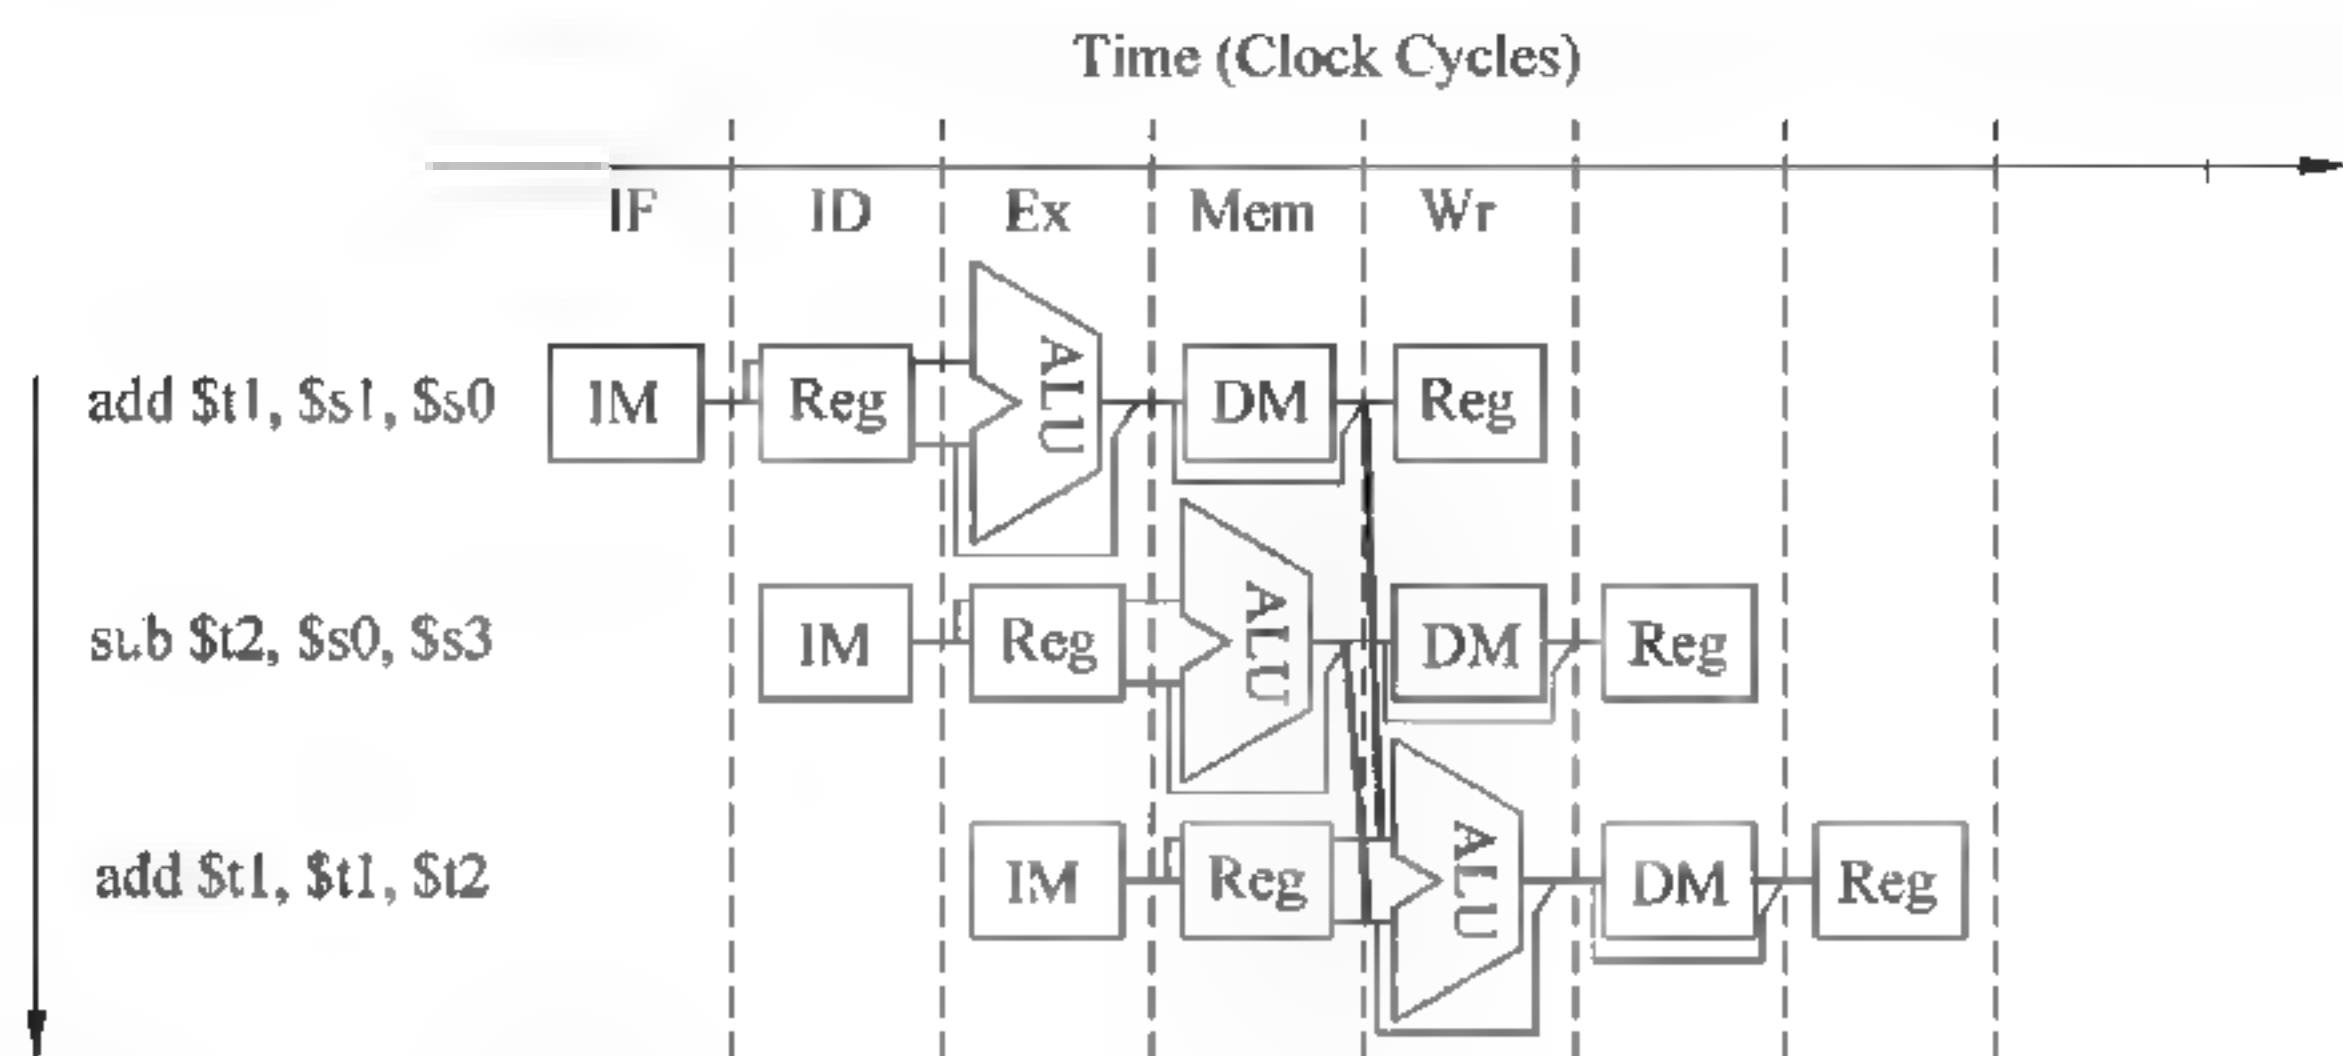 Time (Clock Cycles)
IF ID Ex Mem Wr
add $t1, $s1, $s0 IM Reg ALU DM Reg
sub $t2, $s0, $s3 IM Reg ALU DM Reg
add $t1, $t1, $t2 IM Reg ALU DM Reg